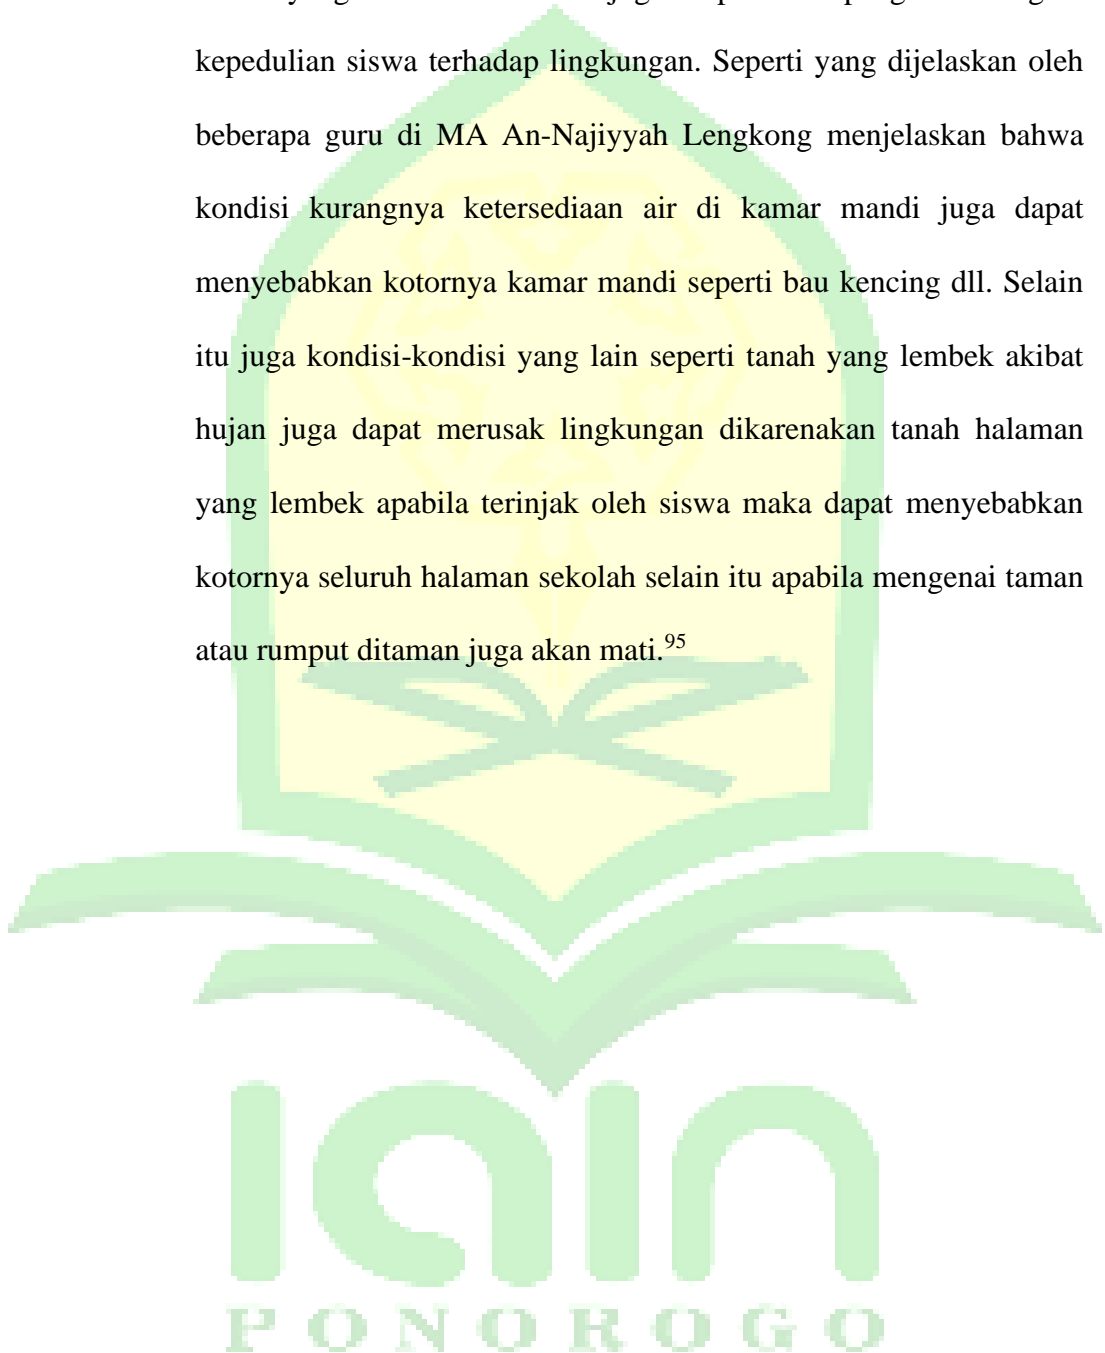 kepedulian siswa terhadap lingkungan. Seperti yang dijelaskan oleh
beberapa guru di MA An-Najiyyah Lengkong menjelaskan bahwa
kondisi kurangnya ketersediaan air di kamar mandi juga dapat
menyebabkan kotornya kamar mandi seperti bau kencing dll. Selain
itu juga kondisi-kondisi yang lain seperti tanah yang lembek akibat
hujan juga dapat merusak lingkungan dikarenakan tanah halaman
yang lembek apabila terinjak oleh siswa maka dapat menyebabkan
kotornya seluruh halaman sekolah selain itu apabila mengenai taman
atau rumput ditaman juga akan mati.95
iain
PONOROGO